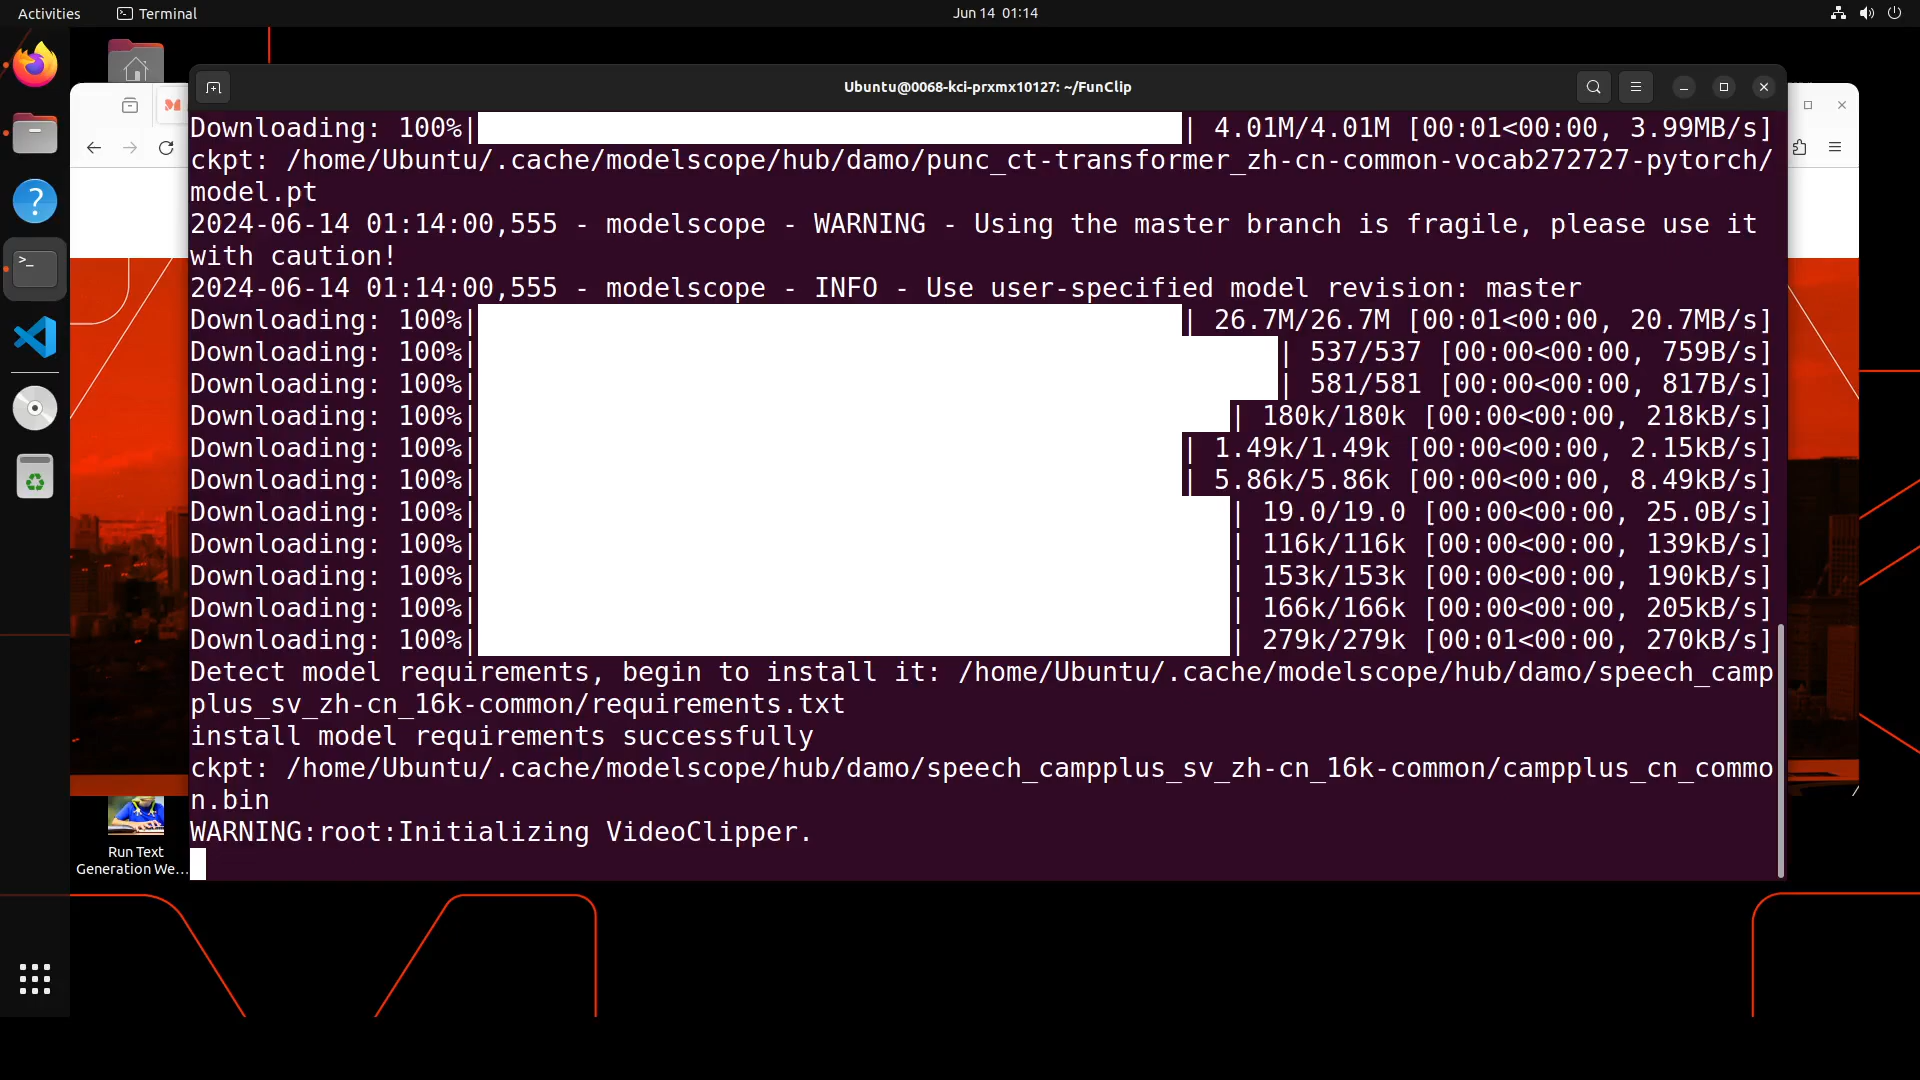 Activities
Terminal
Jun 14 01:14
Ubuntu@0068-kci-prxmx10127: ~/FunClip
Downloading: 100%| | 4.01M/4.01M [00:01<00:00, 3.99MB/s]
ckpt: /home/Ubuntu/.cache/modelscope/hub/damo/punc_ct-transformer_zh-cn-common-vocab272727-pytorch/
model.pt
2024-06-14 01:14:00,555 - modelscope - WARNING - Using the master branch is fragile, please use it
with caution!
2024-06-14 01:14:00,555 - modelscope - INFO - Use user-specified model revision: master
Downloading: 100%| | 26.7M/26.7M [00:01<00:00, 20.7MB/s]
Downloading: 100%| | 537/537 [00:00<00:00, 759B/s]
Downloading: 100%| | 581/581 [00:00<00:00, 817B/s]
Downloading: 100%| | 180k/180k [00:00<00:00, 218kB/s]
Downloading: 100%| | 1.49k/1.49k [00:00<00:00, 2.15kB/s]
Downloading: 100%| | 5.86k/5.86k [00:00<00:00, 8.49kB/s]
Downloading: 100%| | 19.0/19.0 [00:00<00:00, 25.0B/s]
Downloading: 100%| | 116k/116k [00:00<00:00, 139kB/s]
Downloading: 100%| | 153k/153k [00:00<00:00, 190kB/s]
Downloading: 100%| | 166k/166k [00:00<00:00, 205kB/s]
Downloading: 100%| | 279k/279k [00:01<00:00, 270kB/s]
Detect model requirements, begin to install it: /home/Ubuntu/.cache/modelscope/hub/damo/speech_camp
plus_sv_zh-cn_16k-common/requirements.txt
install model requirements successfully
ckpt: /home/Ubuntu/.cache/modelscope/hub/damo/speech_campplus_sv_zh-cn_16k-common/campplus_cn_commo
n.bin
WARNING:root:Initializing VideoClipper.
Run Text
Generation We...